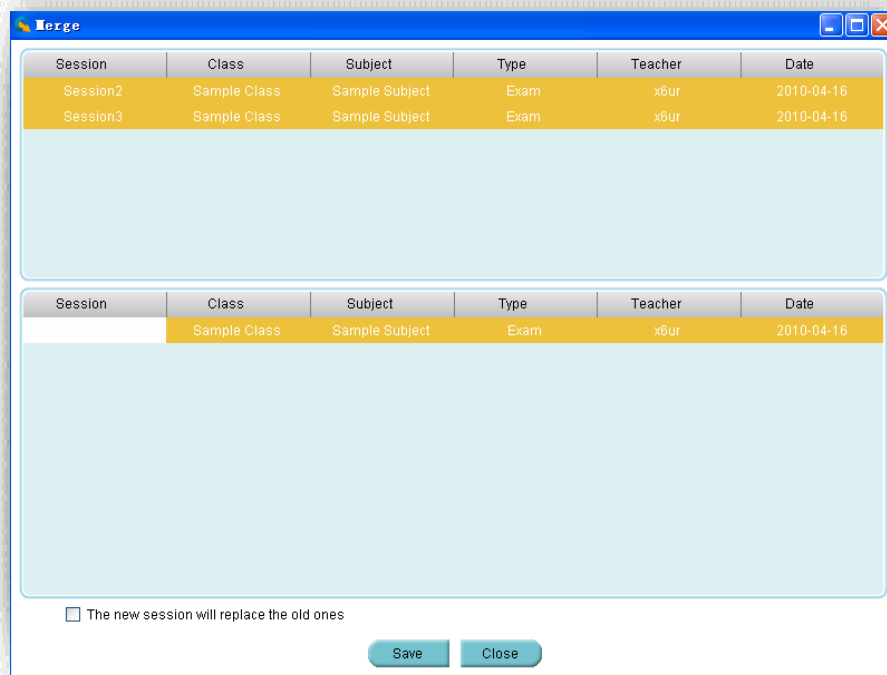 Merge
Session Class Subject Type Teacher Date
Session2 Sample Class Sample Subject Exam x6ur 2010-04-16
Session3 Sample Class Sample Subject Exam x6ur 2010-04-16
Session Class Subject Type Teacher Date
Sample Class Sample Subject Exam x6ur 2010-04-16
The new session will replace the old ones
Save Close